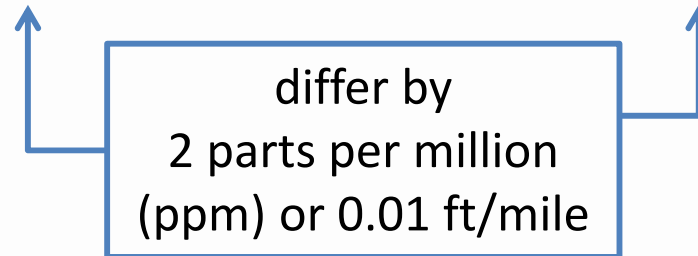 differ by
2 parts per million
(ppm) or 0.01 ft/mile